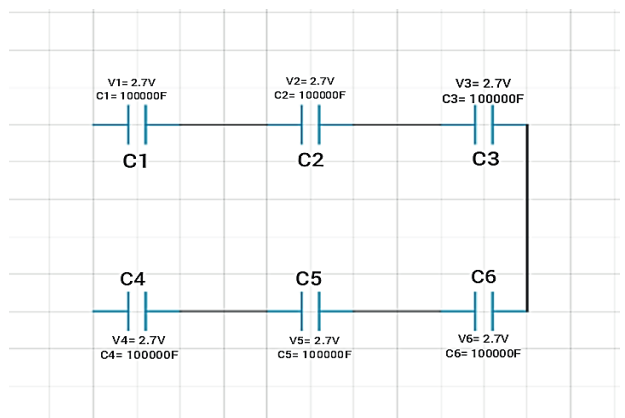 V1= 2.7V
C1= 100000F
V2= 2.7V
C2= 100000F
V3= 2.7V
C3= 100000F
C1
C2
C3
C4
C5
C6
V4= 2.7V
C4= 100000F
V5= 2.7V
C5= 100000F
V6= 2.7V
C6= 100000F